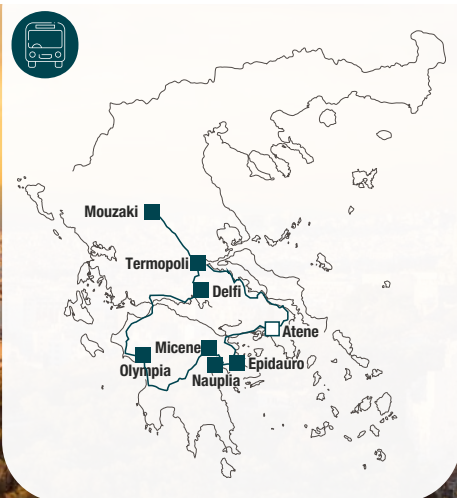 Mouzaki
Termopoli
Delfi
Atene
Micene
Epidauro
Olympia
Nauplia